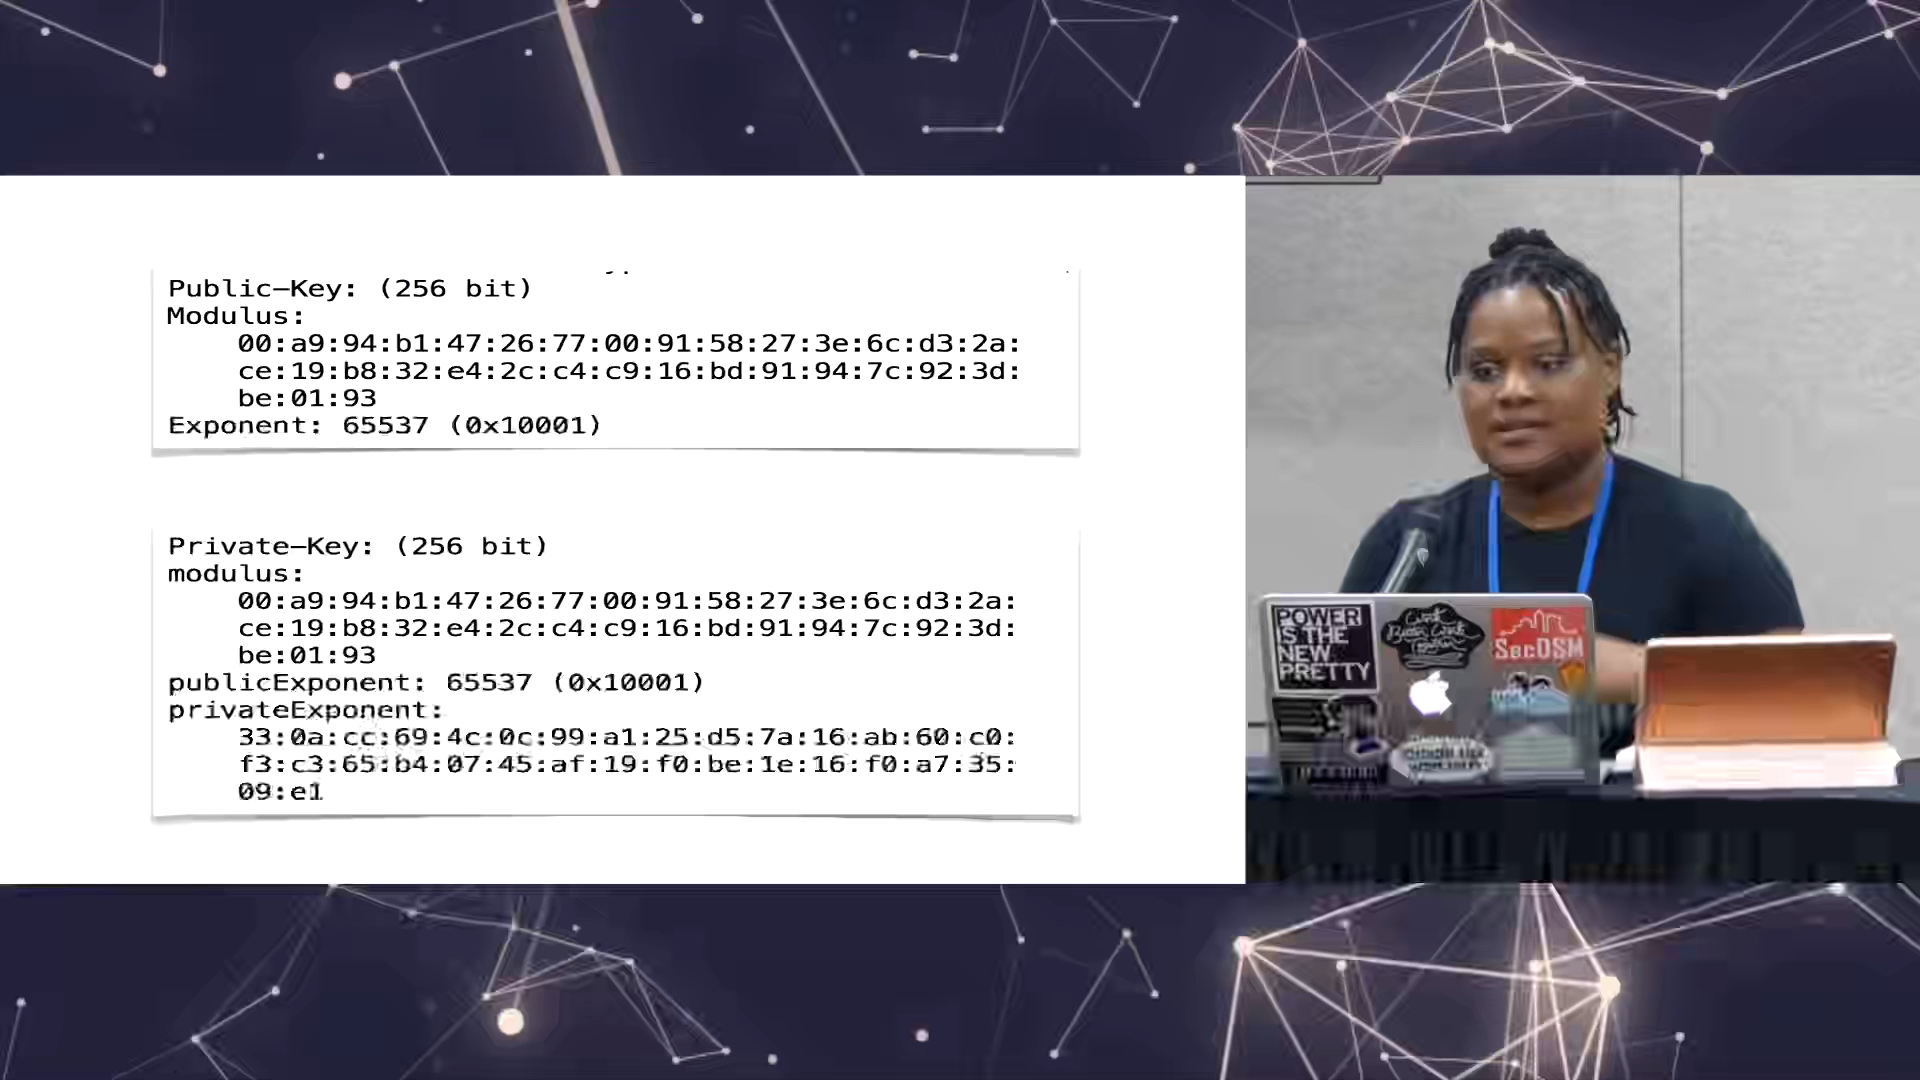 Public-Key: (256 bit)
Modulus:
00:a9:94:b1:47:26:77:00:91:58:27:3e:6c:d3:2a:
ce:19:b8:32:e4:2c:c4:c9:16:bd:91:94:7c:92:3d:
be:01:93
Exponent: 65537 (0x10001)
Private-Key: (256 bit)
modulus:
00:a9:94:b1:47:26:77:00:91:58:27:3e:6c:d3:2a:
ce:19:b8:32:e4:2c:c4:c9:16:bd:91:94:7c:92:3d:
be:01:93
publicExponent: 65537 (0x10001)
privateExponent:
33:0a:cc:69:4c:0c:99:a1:25:d5:7a:16:ab:60:c0:
f3:c3:65:b4:07:45:af:19:f0:be:1e:16:f0:a7:35:
09:e1
POWER
IS THE
NEW
PRETTY
SecDSM